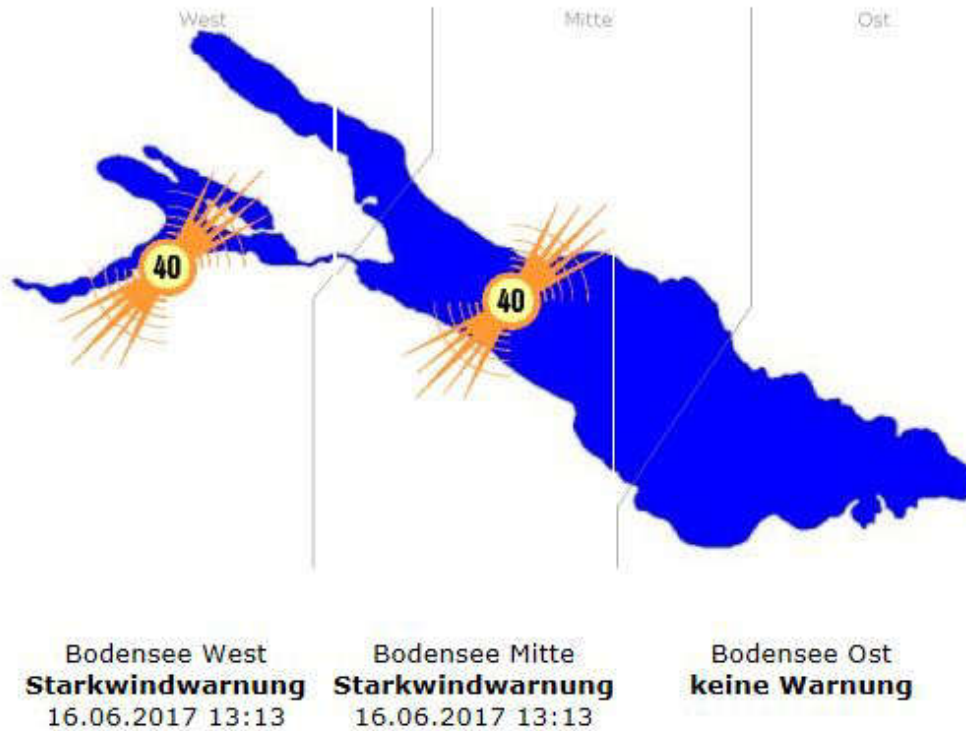 West Mitte Ost
40
40
Bodensee West Bodensee Mitte Bodensee Ost
Starkwindwarnung Starkwindwarnung keine Warnung
16.06.2017 13:13 16.06.2017 13:13